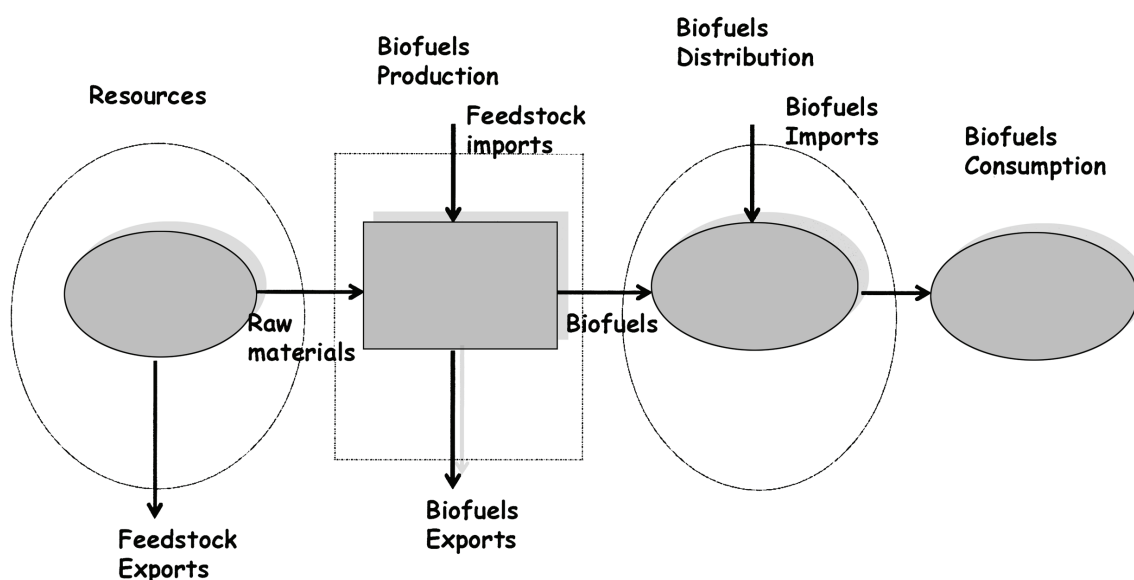 Resources
Biofuels
Production
Feedstock
imports
Biofuels
Distribution
Biofuels
Imports
Biofuels
Consumption
Raw
materials
Biofuels
Feedstock
Exports
Biofuels
Exports